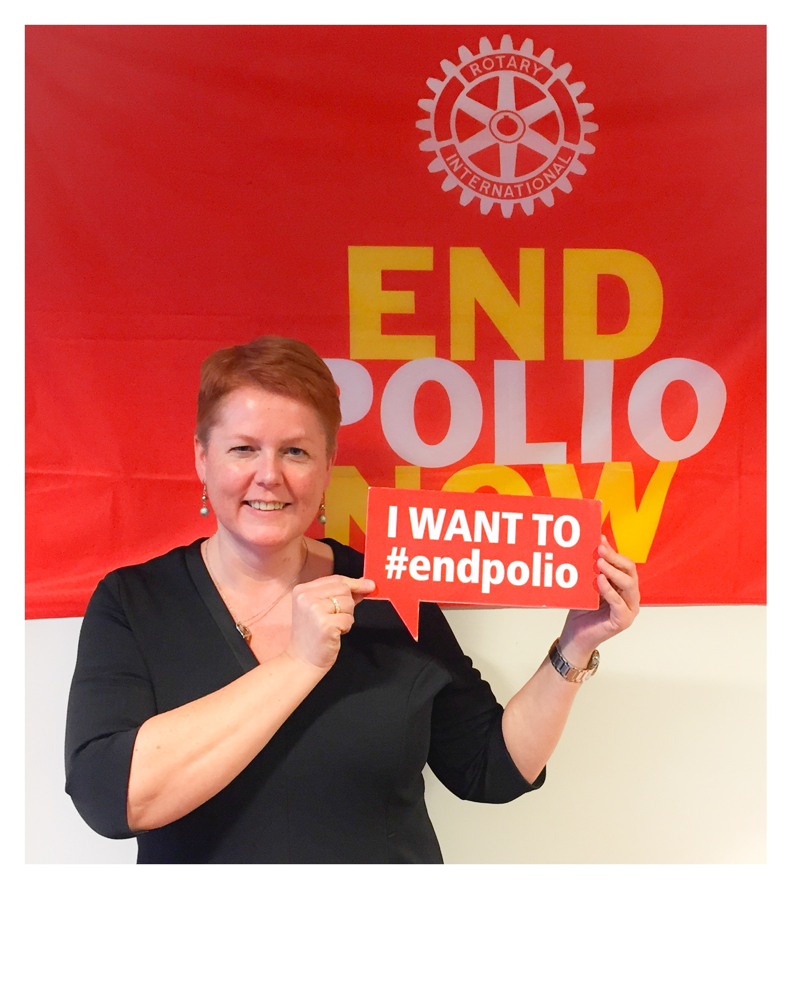 ROTARY
INTERNATIONAL
END
POLIO
NOW
I WANT TO
#endpolio